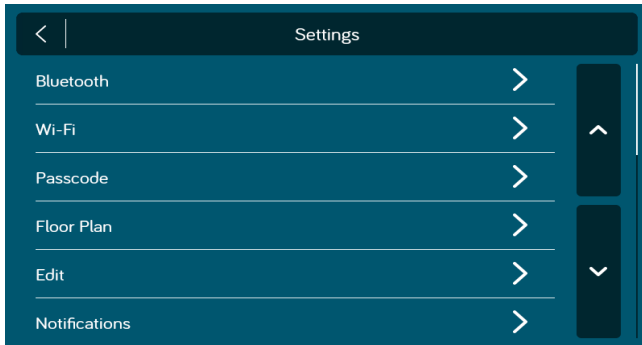 Settings
Bluetooth
Wi-Fi
Passcode
Floor Plan
Edit
Notifications